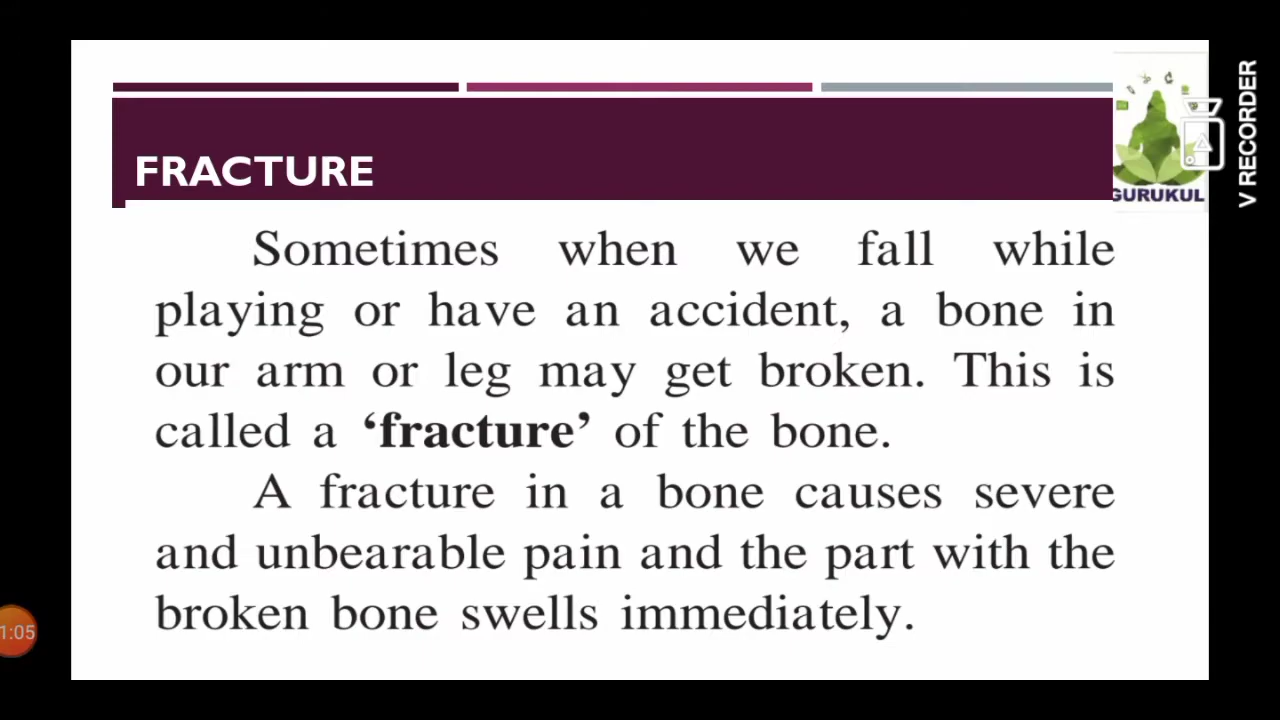 FRACTURE
GURUKUL
V RECORDER
Sometimes when we fall while
playing or have an accident, a bone in
our arm or leg may get broken. This is
called a ‘fracture’ of the bone.
A fracture in a bone causes severe
and unbearable pain and the part with the
broken bone swells immediately.
1:05